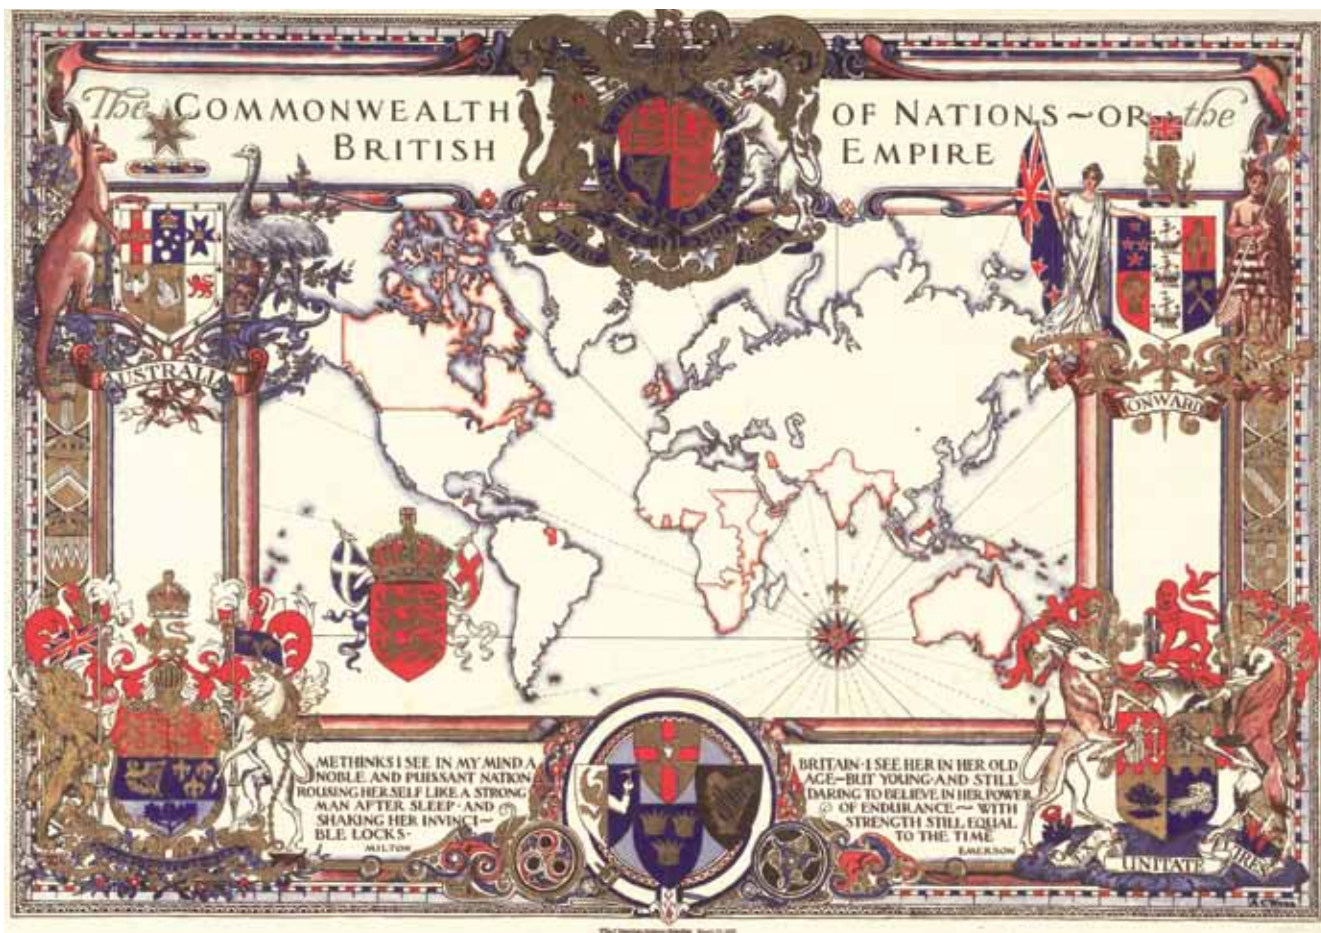 The COMMONWEALTH OF NATIONS ~ OR the
BRITISH EMPIRE
AUSTRALIA
ONWARD
METHINKS I SEE IN MY MIND A
NOBLE AND PUISSANT NATION
ROUSING HERSELF LIKE A STRONG
MAN AFTER SLEEP · AND
SHAKING HER INVINCI~
BLE LOCKS ·
MILTON
BRITAIN · I SEE HER IN HER OLD
AGE — BUT YOUNG · AND STILL
DARING TO BELIEVE IN HER POWER
OF ENDURANCE ~ WITH
STRENGTH STILL EQUAL
TO THE TIME
EMERSON
UNITATE VIRES